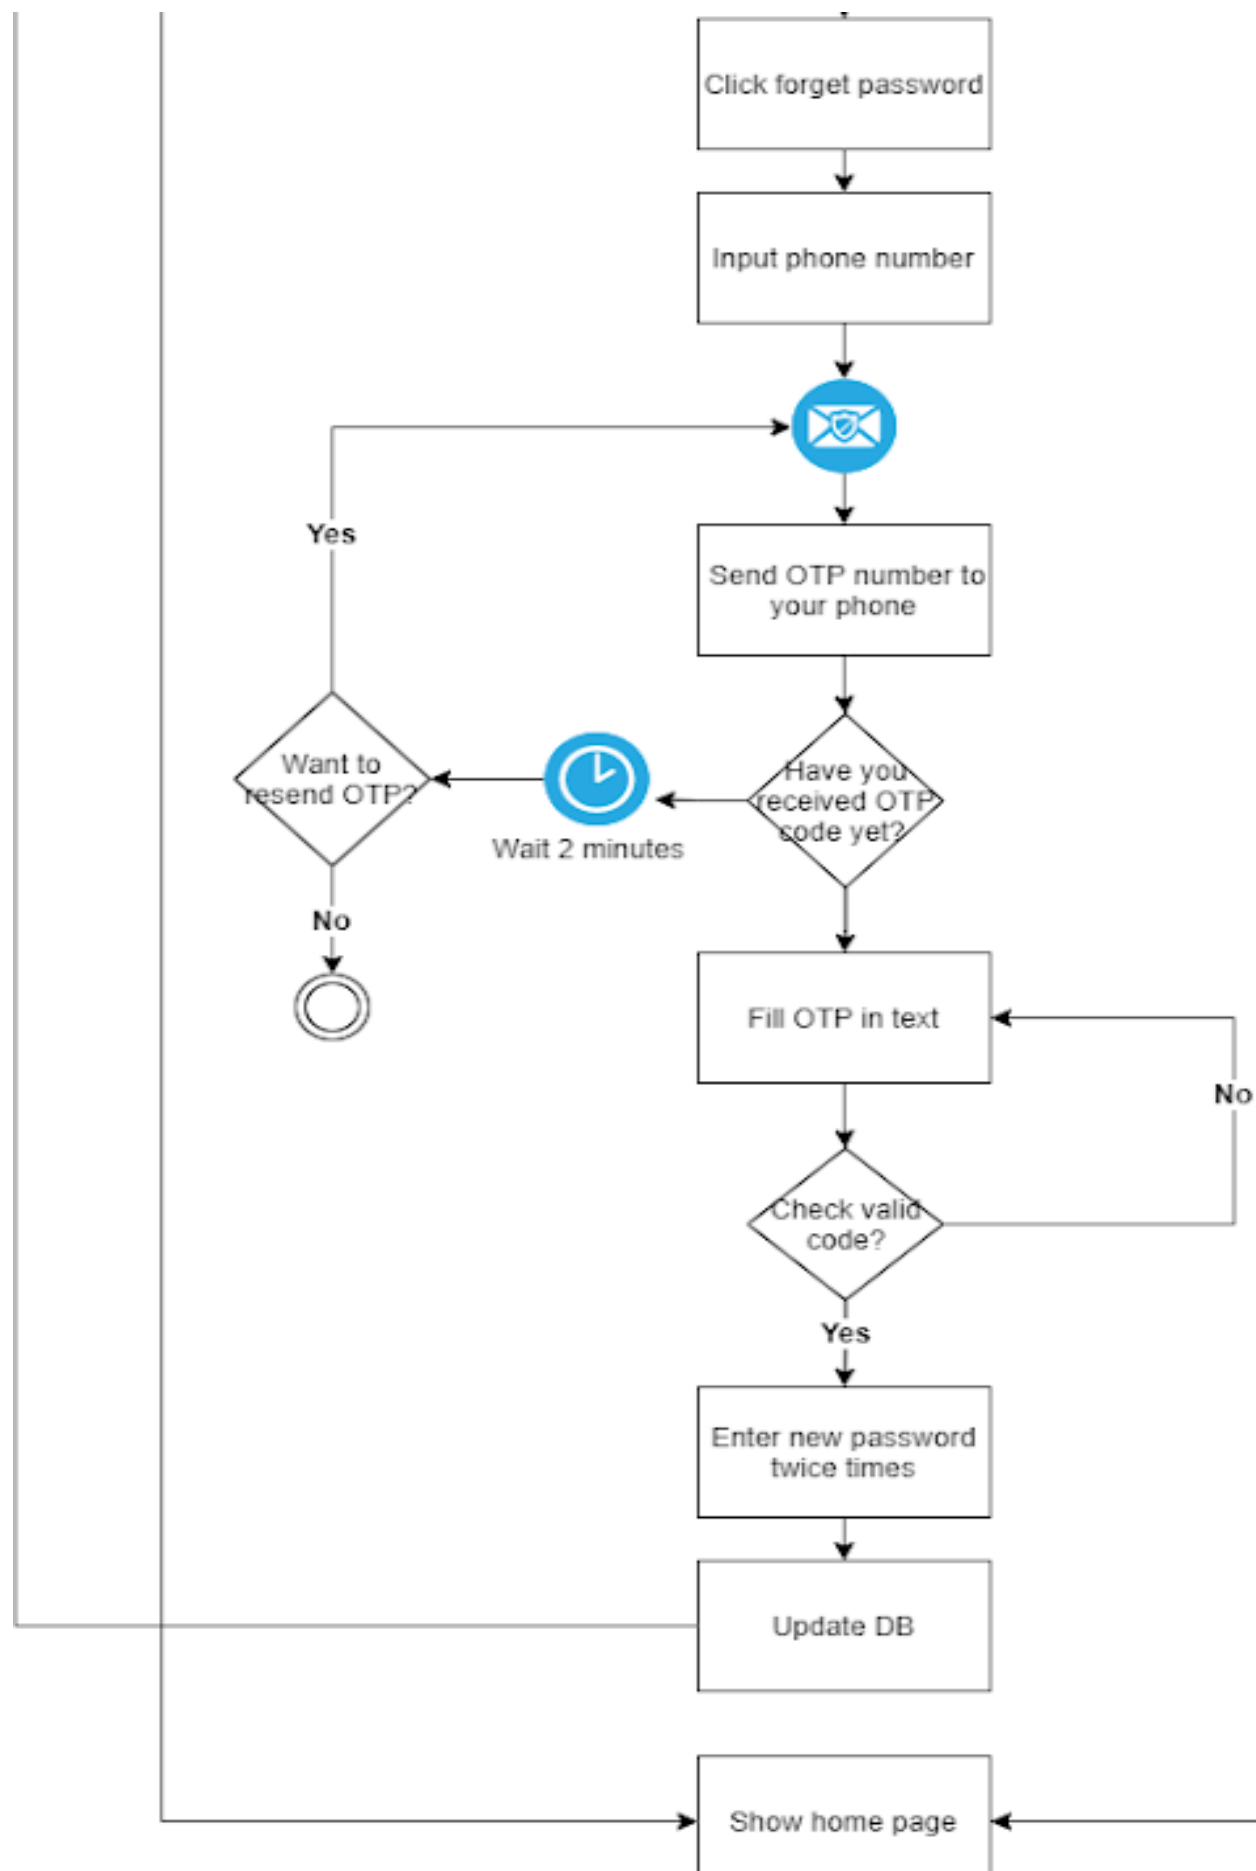 Click forget password
Input phone number
Yes
Send OTP number to
your phone
Want to
resend OTP?
Have you
received OTP
code yet?
Wait 2 minutes
No
Fill OTP in text
No
Check valid
code?
Yes
Enter new password
twice times
Update DB
Show home page